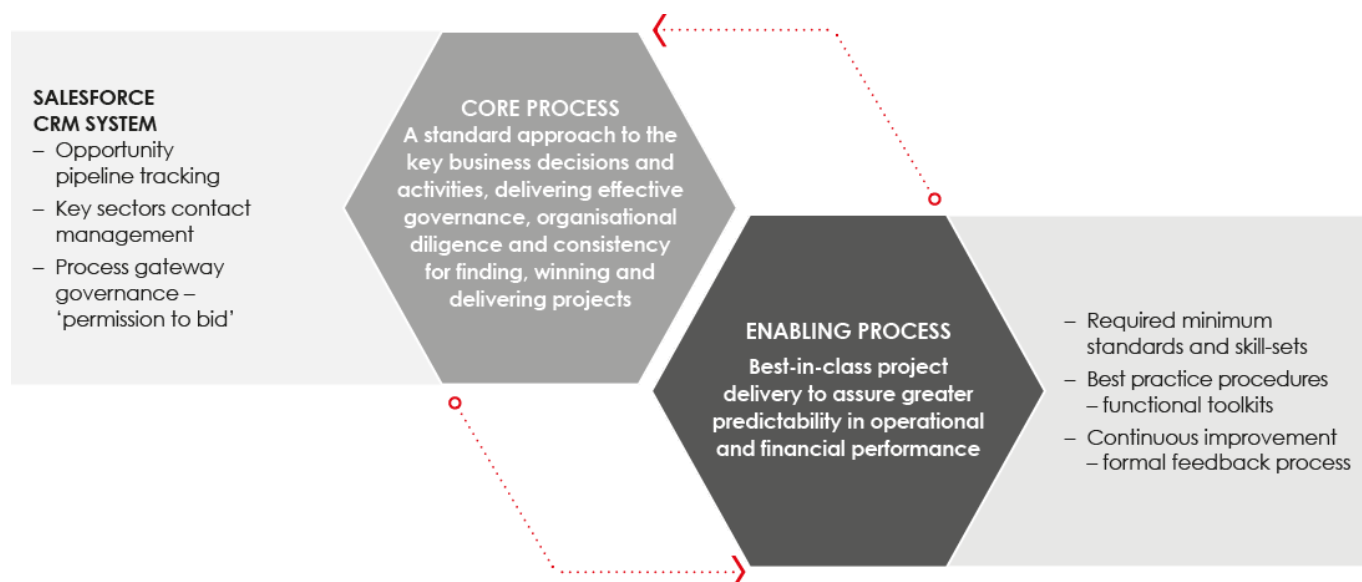 SALESFORCE
CRM SYSTEM
– Opportunity
pipeline tracking
– Key sectors contact
management
– Process gateway
governance –
‘permission to bid’
CORE PROCESS
A standard approach to the
key business decisions and
activities, delivering effective
governance, organisational
diligence and consistency
for finding, winning and
delivering projects
ENABLING PROCESS
Best-in-class project
delivery to assure greater
predictability in operational
and financial performance
– Required minimum
standards and skill-sets
– Best practice procedures
– functional toolkits
– Continuous improvement
– formal feedback process